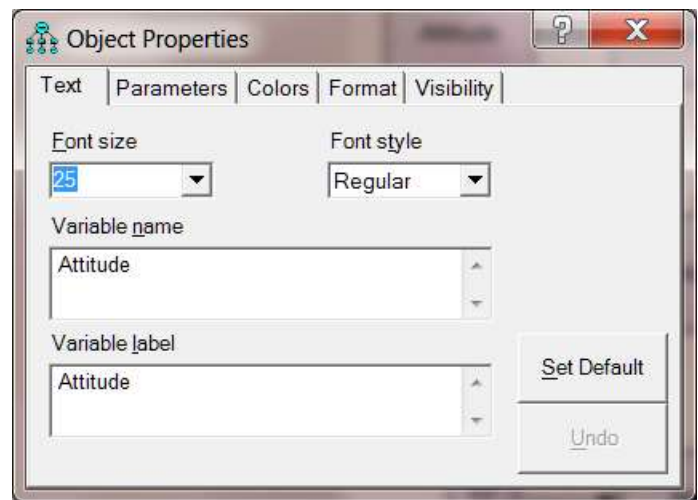 Object Properties
Text Parameters Colors Format Visibility
Font size Font style
25 Regular
Variable name
Attitude
Variable label
Attitude
Set Default
Undo